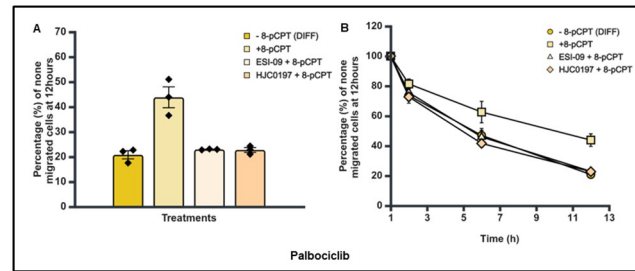 A
Percentage (%) of none
migrated cells at 12hours
70
60
50
40
30
20
10
0
Treatments
- 8-pCPT (DIFF)
+8-pCPT
ESI-09 + 8-pCPT
HJC0197 + 8-pCPT
B
Percentage (%) of none
migrated cells at 12hours
120
100
80
60
40
20
0
1 3 5 7 9 11 13
Time (h)
- 8-pCPT (DIFF)
+8-pCPT
ESI-09 + 8-pCPT
HJC0197 + 8-pCPT
Palbociclib